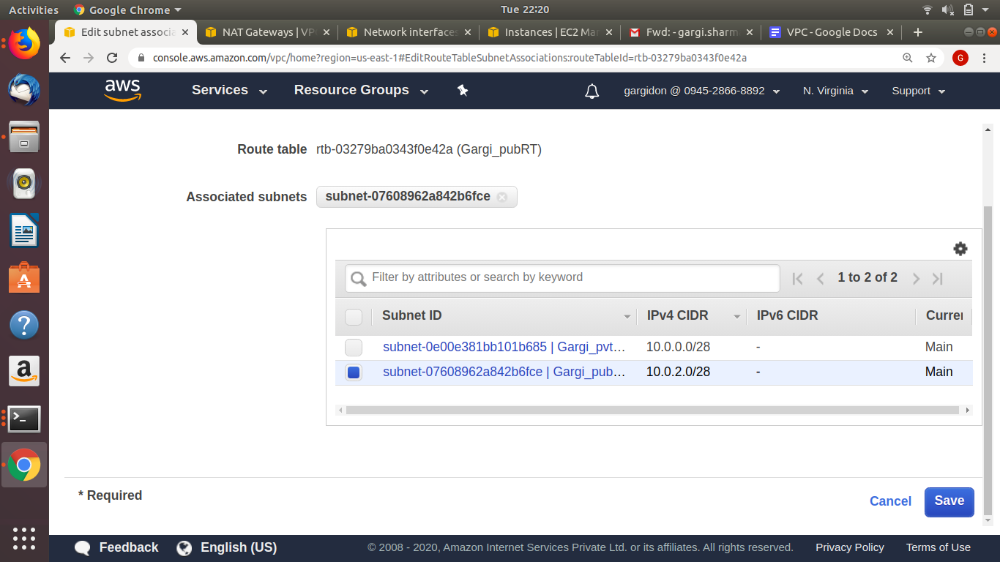 Activities Google Chrome Tue 22:20
Edit subnet associa NAT Gateways | VP Network interfaces Instances | EC2 Ma Fwd: - gargi.sharm VPC - Google Docs
console.aws.amazon.com/vpc/home?region=us-east-1#EditRouteTableSubnetAssociations:routeTableId=rtb-03279ba0343f0e42a G
aws Services Resource Groups gargidon @ 0945-2866-8892 N. Virginia Support
Route table rtb-03279ba0343f0e42a (Gargi_pubRT)
Associated subnets subnet-07608962a842b6fce
Filter by attributes or search by keyword 1 to 2 of 2
Subnet ID IPv4 CIDR IPv6 CIDR Curre
subnet-0e00e381bb101b685 | Gargi_pvt… 10.0.0.0/28 - Main
subnet-07608962a842b6fce | Gargi_pub… 10.0.2.0/28 - Main
* Required
Cancel Save
Feedback English (US) © 2008 - 2020, Amazon Internet Services Private Ltd. or its affiliates. All rights reserved. Privacy Policy Terms of Use